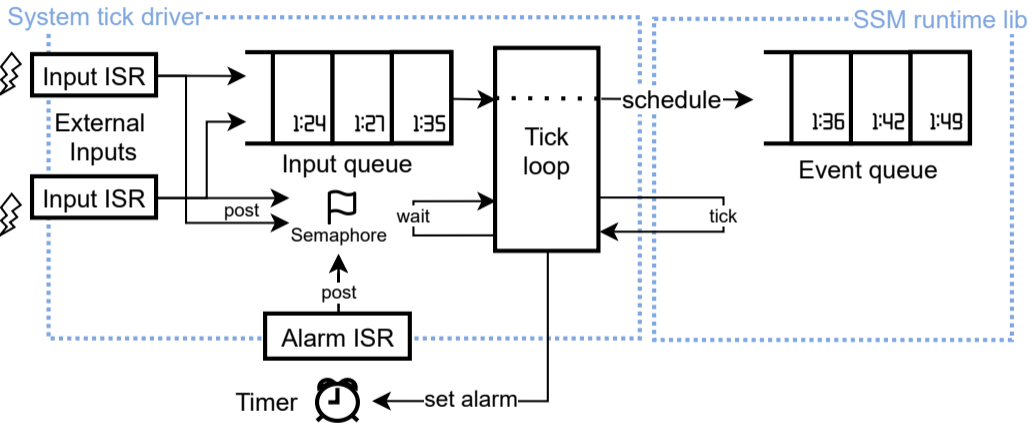 System tick driver
SSM runtime lib
Input ISR
External
Inputs
Input ISR
1:24
1:27
1:35
Input queue
post
Semaphore
wait
post
Alarm ISR
Timer
set alarm
Tick
loop
schedule
tick
1:36
1:42
1:49
Event queue